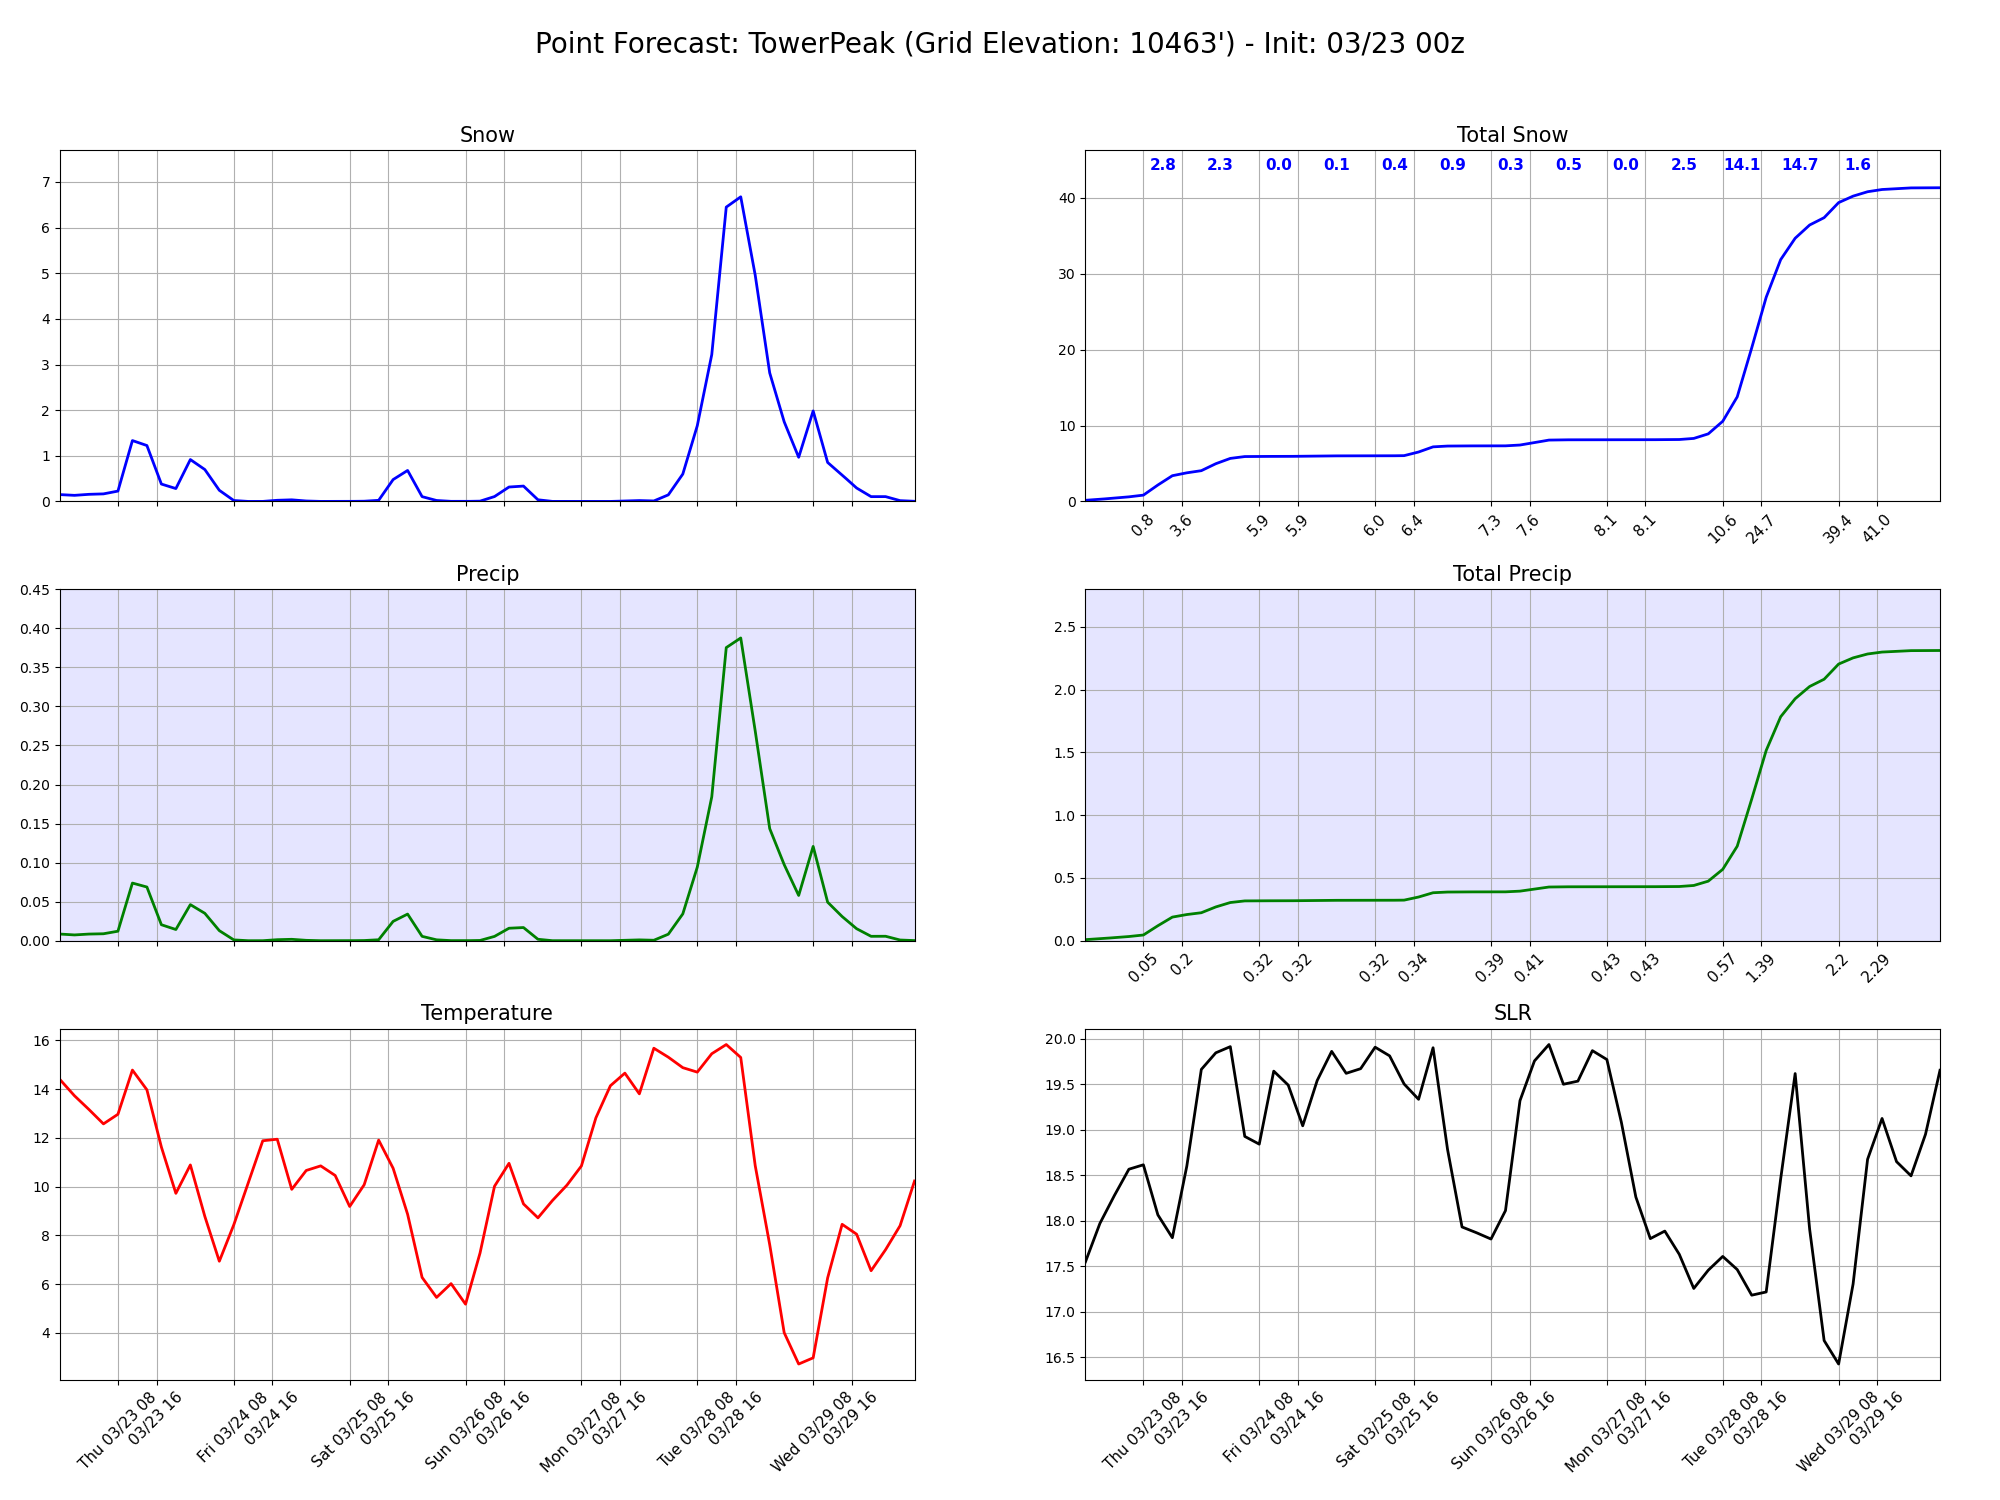 Point Forecast: TowerPeak (Grid Elevation: 10463') - Init: 03/23 00z
Snow
7
6
5
4
3
2
1
0
Total Snow
2.8 2.3 0.0 0.1 0.4 0.9 0.3 0.5 0.0 2.5 14.1 14.7 1.6
40
30
20
10
0
0.8 3.6 5.9 5.9 6.0 6.4 7.3 7.6 8.1 8.1 10.6 24.7 39.4 41.0
Precip
0.45
0.40
0.35
0.30
0.25
0.20
0.15
0.10
0.05
0.00
Total Precip
2.5
2.0
1.5
1.0
0.5
0.0
0.05 0.2 0.32 0.32 0.32 0.34 0.39 0.41 0.43 0.43 0.57 1.39 2.2 2.29
Temperature
16
14
12
10
8
6
4
Thu 03/23 08
03/23 16
Fri 03/24 08
03/24 16
Sat 03/25 08
03/25 16
Sun 03/26 08
03/26 16
Mon 03/27 08
03/27 16
Tue 03/28 08
03/28 16
Wed 03/29 08
03/29 16
SLR
20.0
19.5
19.0
18.5
18.0
17.5
17.0
16.5
Thu 03/23 08
03/23 16
Fri 03/24 08
03/24 16
Sat 03/25 08
03/25 16
Sun 03/26 08
03/26 16
Mon 03/27 08
03/27 16
Tue 03/28 08
03/28 16
Wed 03/29 08
03/29 16